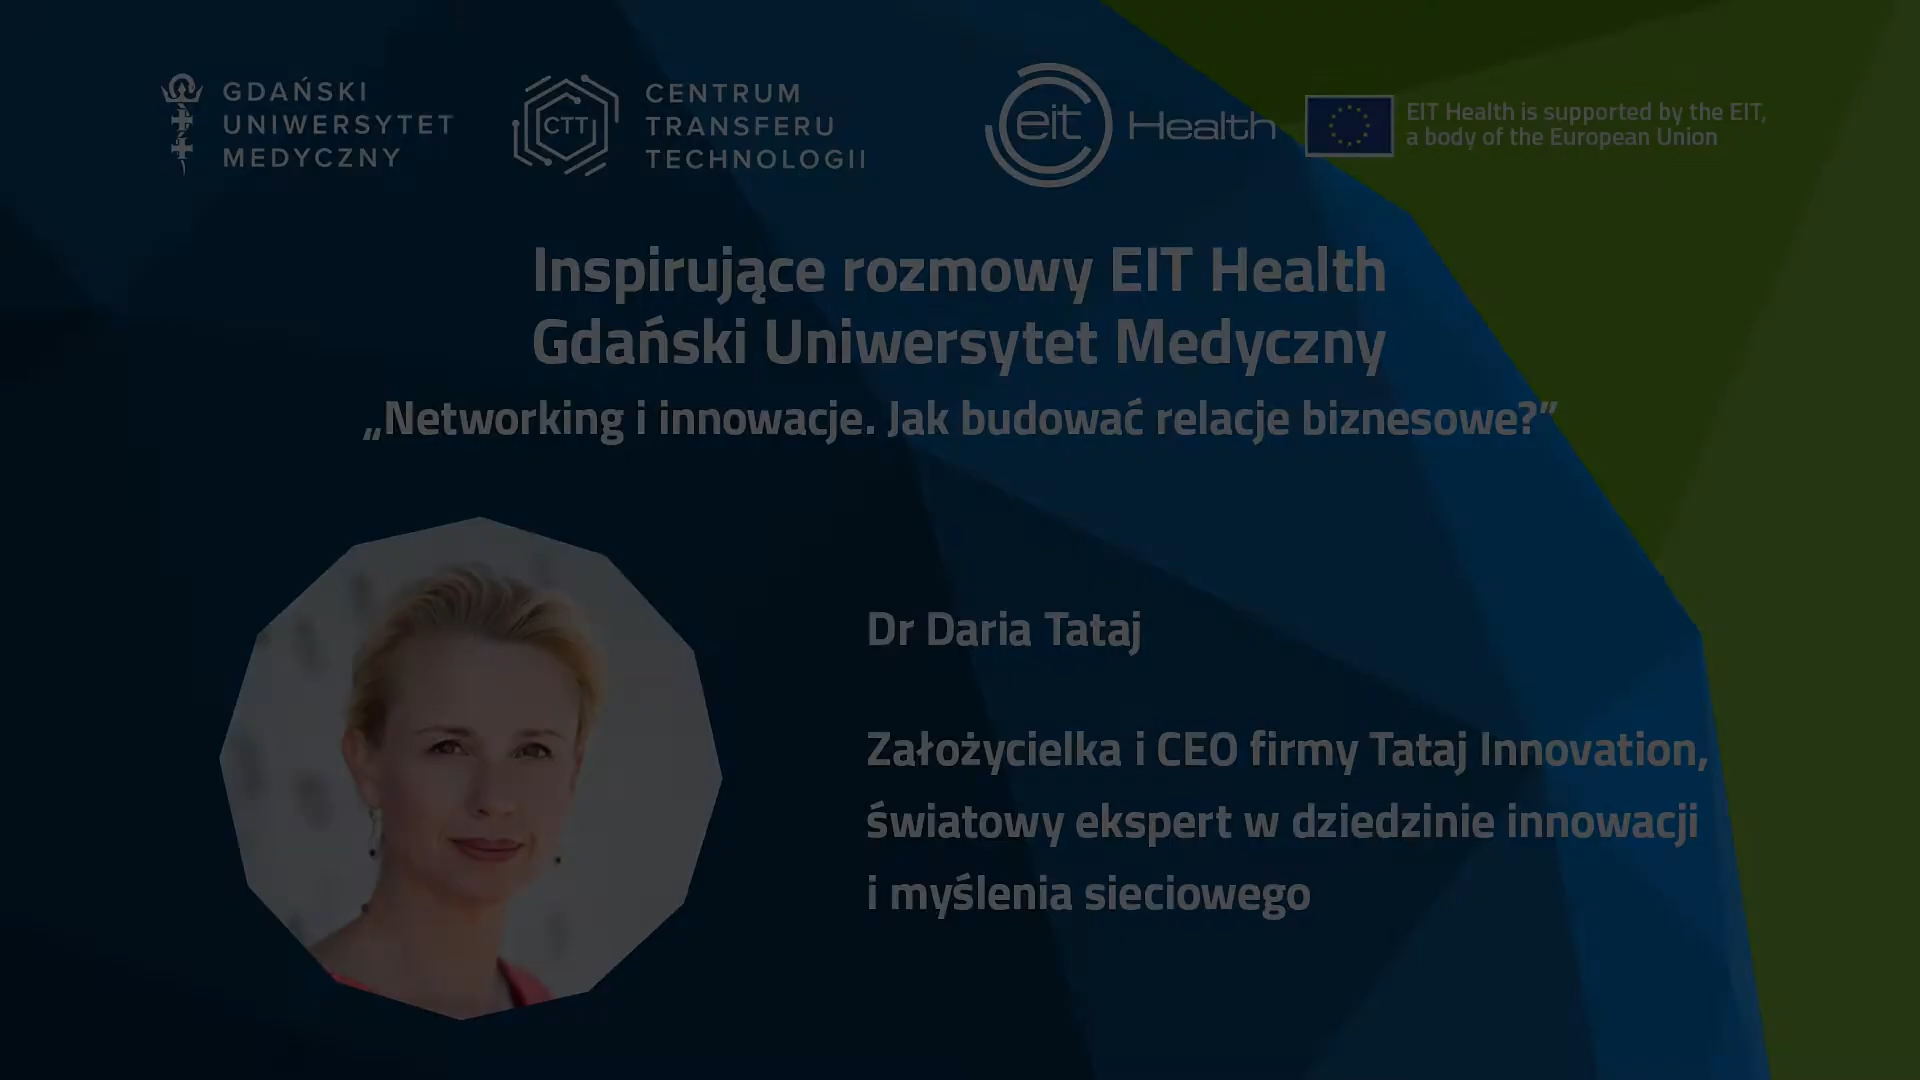 GDAŃSKI
UNIWERSYTET
MEDYCZNY
CTT
CENTRUM
TRANSFERU
TECHNOLOGII
eit Health
EIT Health is supported by the EIT,
a body of the European Union
Inspirujące rozmowy EIT Health
Gdański Uniwersytet Medyczny
„Networking i innowacje. Jak budować relacje biznesowe?”
Dr Daria Tataj
Założycielka i CEO firmy Tataj Innovation,
światowy ekspert w dziedzinie innowacji
i myślenia sieciowego